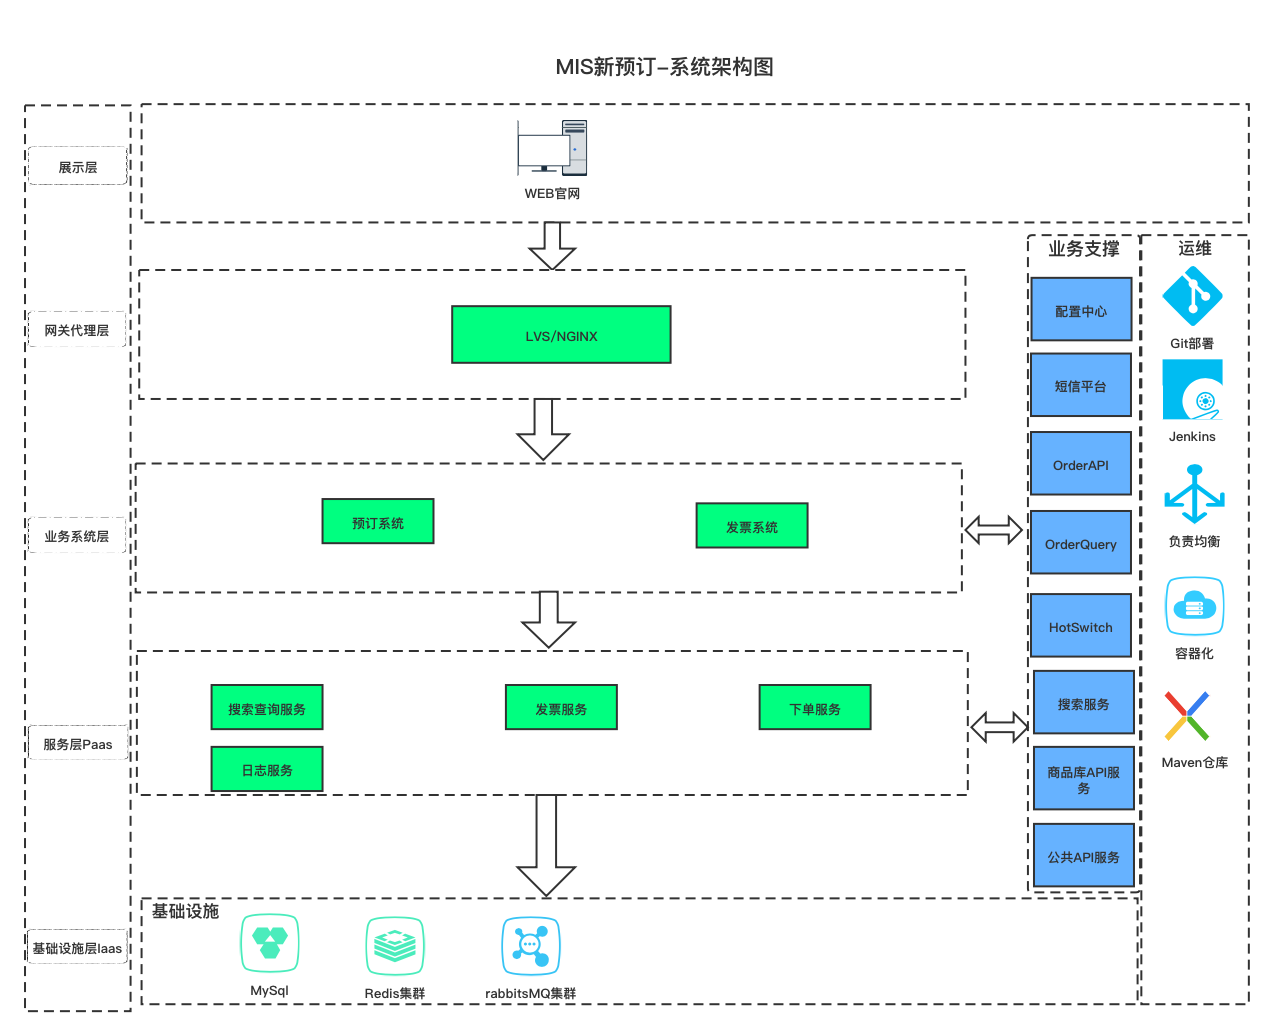 MIS新预订-系统架构图
展示层
WEB官网
网关代理层
LVS/NGINX
业务系统层
预订系统
发票系统
服务层Paas
搜索查询服务
发票服务
下单服务
日志服务
基础设施层Iaas
基础设施
MySql
Redis集群
rabbitsMQ集群
业务支撑
配置中心
短信平台
OrderAPI
OrderQuery
HotSwitch
搜索服务
商品库API服
务
公共API服务
运维
Git部署
Jenkins
负责均衡
容器化
Maven仓库